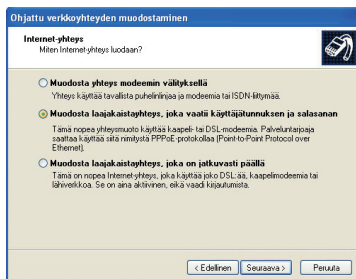 Ohjattu verkkoyhteyden muodostaminen
Internet-yhteys
Miten Internet-yhteys luodaan?
Muodosta yhteys modeemin välityksellä
Yhteys käyttää tavallista puhelinlinjaa ja modeemia tai ISDN-liittymää.
Muodosta laajakaistayhteys, joka vaatii käyttäjätunnuksen ja salasanan
Tämä nopea yhteysmuoto käyttää kaapeli- tai DSL-modeemia. Palveluntarjoaja
saattaa käyttää siitä nimitystä PPPoE-protokollaa (Point-to-Point Protocol over
Ethernet).
Muodosta laajakaistayhteys, joka on jatkuvasti päällä
Tämä on nopea Internet-yhteys, joka käyttää joko DSL:ää, kaapelimodeemia tai
lähiverkkoa. Se on aina aktiivinen, eikä vaadi kirjautumista.
< Edellinen Seuraava > Peruuta